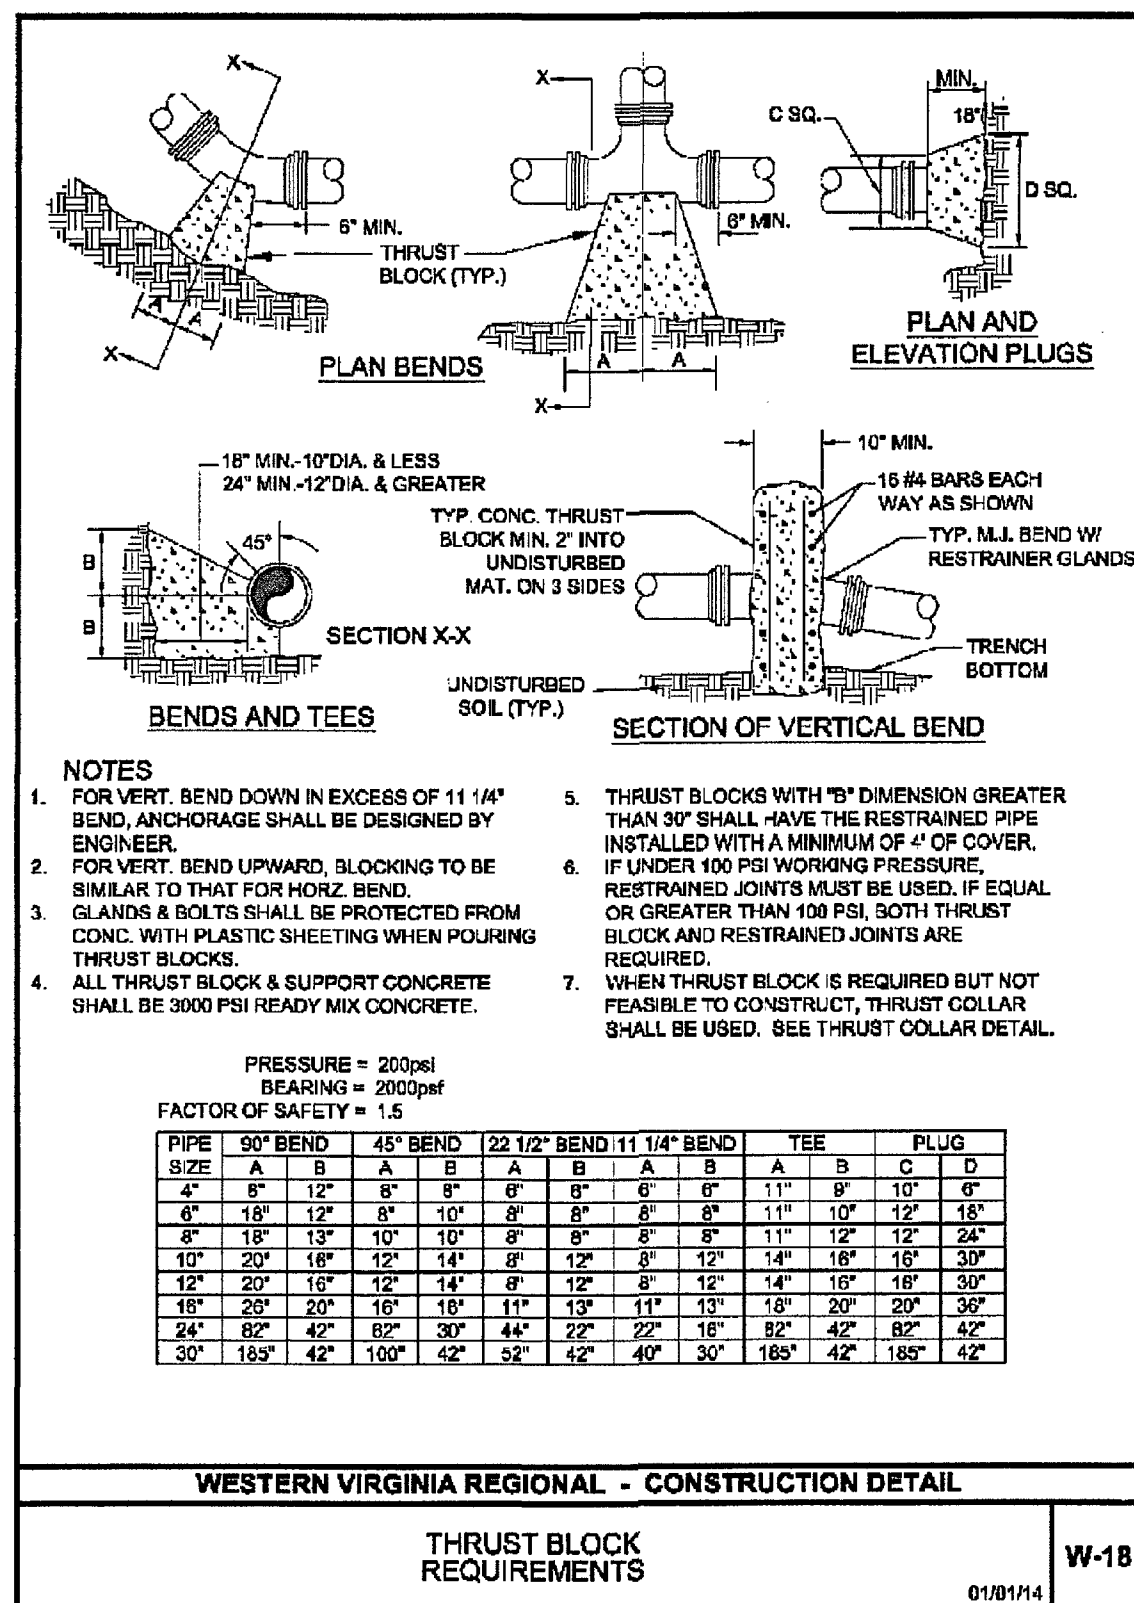 X
X
6" MIN.
THRUST
BLOCK (TYP.)
A
A
X
X
6" MIN.
A
A
X
PLAN BENDS
MIN.
18"
C SQ.
D SQ.
PLAN AND
ELEVATION PLUGS
18" MIN.-10"DIA. & LESS
24" MIN.-12"DIA. & GREATER
45°
B
B
SECTION X-X
BENDS AND TEES
10" MIN.
16 #4 BARS EACH
WAY AS SHOWN
TYP. CONC. THRUST
BLOCK MIN. 2" INTO
UNDISTURBED
MAT. ON 3 SIDES
TYP. M.J. BEND W/
RESTRAINER GLANDS
TRENCH
BOTTOM
UNDISTURBED
SOIL (TYP.)
SECTION OF VERTICAL BEND
NOTES
1. FOR VERT. BEND DOWN IN EXCESS OF 11 1/4°
BEND, ANCHORAGE SHALL BE DESIGNED BY
ENGINEER.
2. FOR VERT. BEND UPWARD, BLOCKING TO BE
SIMILAR TO THAT FOR HORZ. BEND.
3. GLANDS & BOLTS SHALL BE PROTECTED FROM
CONC. WITH PLASTIC SHEETING WHEN POURING
THRUST BLOCKS.
4. ALL THRUST BLOCK & SUPPORT CONCRETE
SHALL BE 3000 PSI READY MIX CONCRETE.
5. THRUST BLOCKS WITH "B" DIMENSION GREATER
THAN 30" SHALL HAVE THE RESTRAINED PIPE
INSTALLED WITH A MINIMUM OF 4' OF COVER.
6. IF UNDER 100 PSI WORKING PRESSURE,
RESTRAINED JOINTS MUST BE USED. IF EQUAL
OR GREATER THAN 100 PSI, BOTH THRUST
BLOCK AND RESTRAINED JOINTS ARE
REQUIRED.
7. WHEN THRUST BLOCK IS REQUIRED BUT NOT
FEASIBLE TO CONSTRUCT, THRUST COLLAR
SHALL BE USED. SEE THRUST COLLAR DETAIL.
PRESSURE = 200psi
BEARING = 2000psf
FACTOR OF SAFETY = 1.5
PIPE 90° BEND 45° BEND 22 1/2° BEND 11 1/4° BEND TEE PLUG
SIZE A B A B A B A B A B C D
4" 12" 11" 10"
6" 18" 12" 8" 10" 8" 8" 8" 8" 11" 10" 12" 18"
8" 18" 13" 10" 10" 8" 8" 8" 8" 11" 12" 12" 24"
10" 20" 16" 12" 14" 8" 12" 8" 12" 14" 16" 16" 30"
12" 20" 16" 12" 14" 8" 12" 8" 12" 14" 16" 16" 30"
26" 20" 16" 11" 13" 11" 13" 18" 20" 20" 36"
24" 82" 42" 30" 44" 22" 22" 82" 42" 82" 42"
30" 185" 42" 100" 42" 52" 42" 40" 30" 185" 42" 185" 42"
WESTERN VIRGINIA REGIONAL - CONSTRUCTION DETAIL
THRUST BLOCK
REQUIREMENTS
W-18
01/01/14